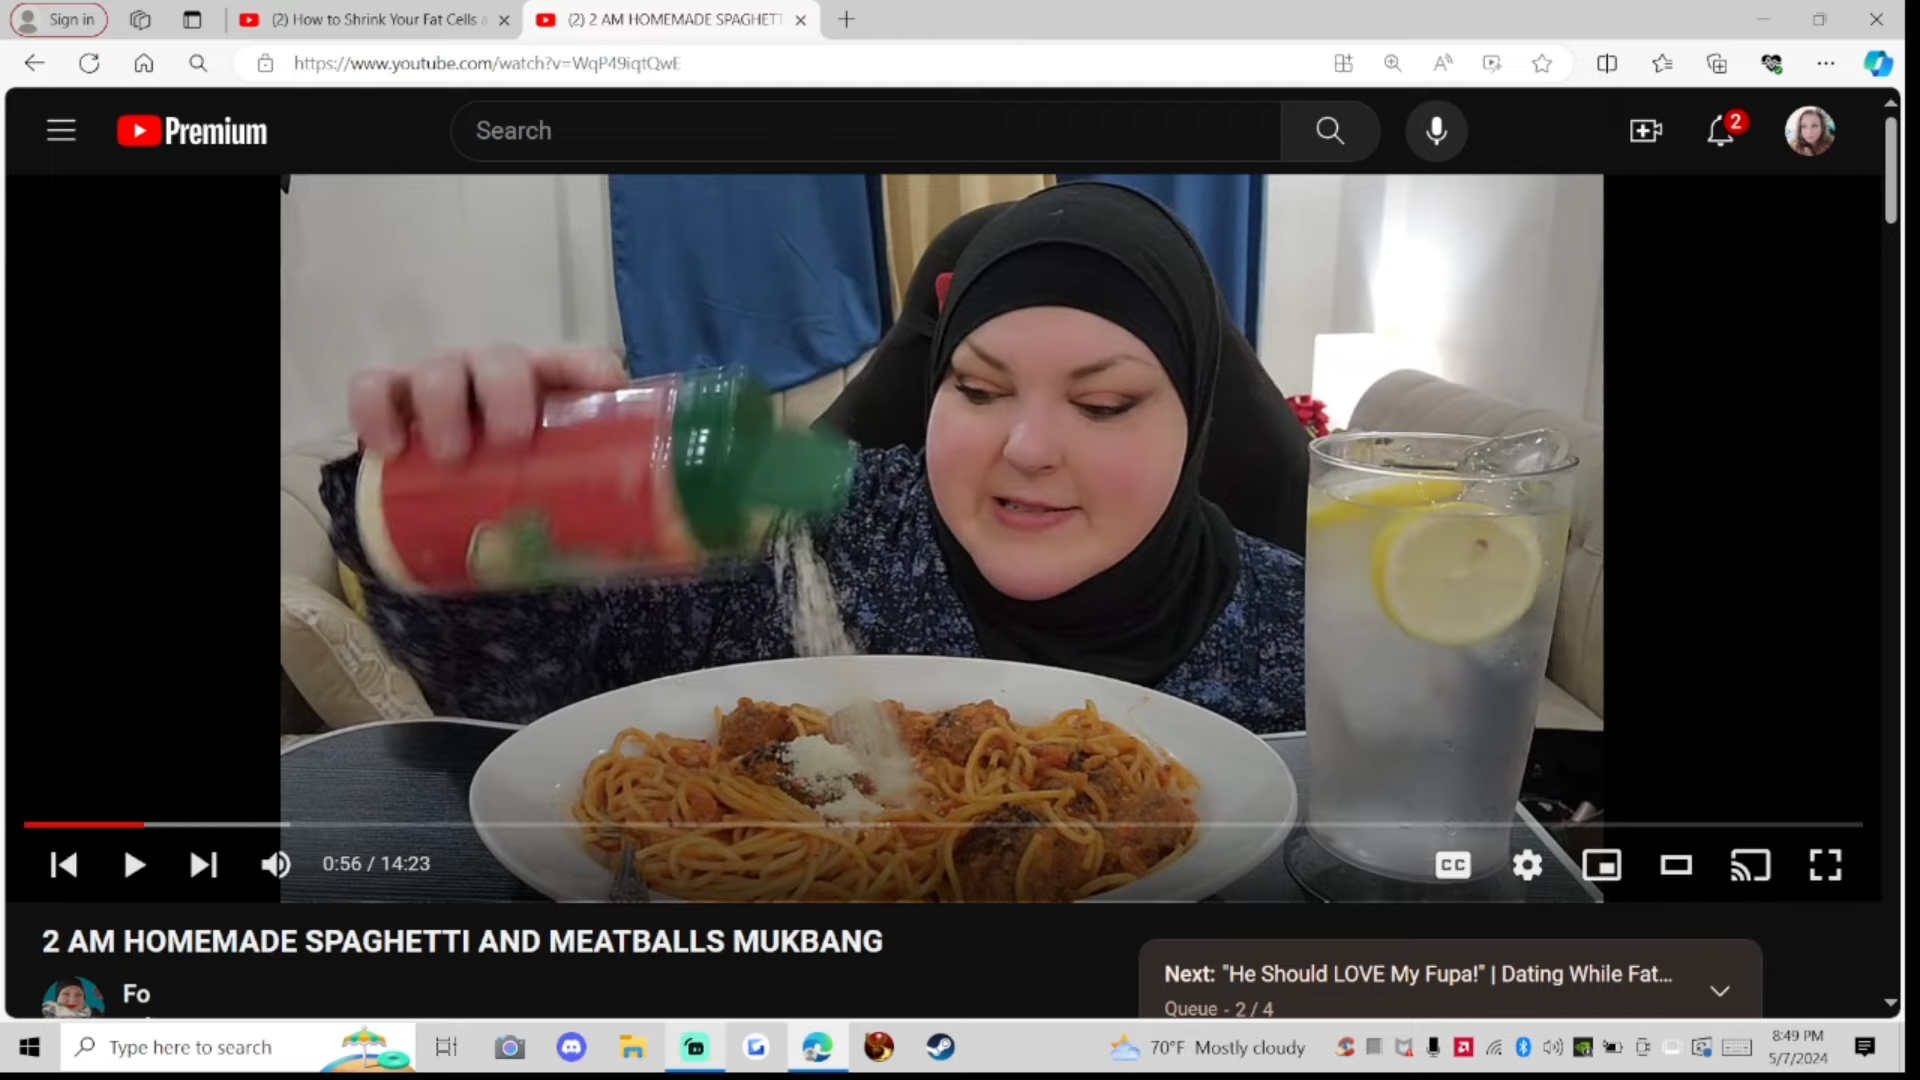 Sign in
(2) How to Shrink Your Fat Cells a
(2) 2 AM HOMEMADE SPAGHETT
https://www.youtube.com/watch?v=WqP49iqtQwE
Premium
Search
2
0:56 / 14:23
CC
2 AM HOMEMADE SPAGHETTI AND MEATBALLS MUKBANG
Fo
Next: "He Should LOVE My Fupa!" | Dating While Fat...
Queue - 2 / 4
Type here to search
70°F Mostly cloudy
8:49 PM
5/7/2024